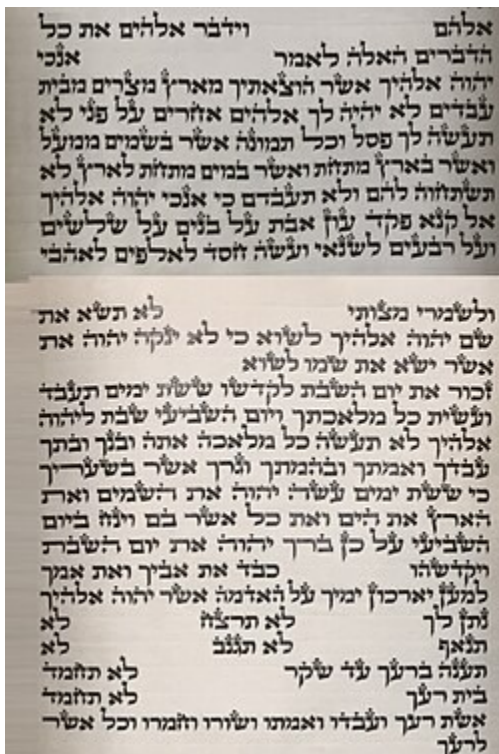 אלהם וידבר אלהים את כל
הדברים האלה לאמר אנכי
יהוה אלהיך אשר הוצאתיך מארץ מצרים מבית
עבדים לא יהיה לך אלהים אחרים על פני לא
תעשה לך פסל וכל תמונה אשר בשמים ממעל
ואשר בארץ מתחת ואשר במים מתחת לארץ לא
תשתחוה להם ולא תעבדם כי אנכי יהוה אלהיך
אל קנא פקד עון אבת על בנים על שלשים
ועל רבעים לשנאי ועשה חסד לאלפים לאהבי
ולשמרי מצותי לא תשא את
שם יהוה אלהיך לשוא כי לא ינקה יהוה את
אשר ישא את שמו לשוא
זכור את יום השבת לקדשו ששת ימים תעבד
ועשית כל מלאכתך ויום השביעי שבת ליהוה
אלהיך לא תעשה כל מלאכה אתה ובנך ובתך
עבדך ואמתך ובהמתך וגרך אשר בשעריך
כי ששת ימים עשה יהוה את השמים ואת
הארץ את הים ואת כל אשר בם וינח ביום
השביעי על כן ברך יהוה את יום השבת
ויקדשהו כבד את אביך ואת אמך
למען יארכון ימיך על האדמה אשר יהוה אלהיך
נתן לך לא תרצח לא
תנאף לא תגנב לא
תענה ברעך עד שקר לא תחמד
בית רעך לא תחמד
אשת רעך ועבדו ואמתו ושורו וחמרו וכל אשר
לרעך